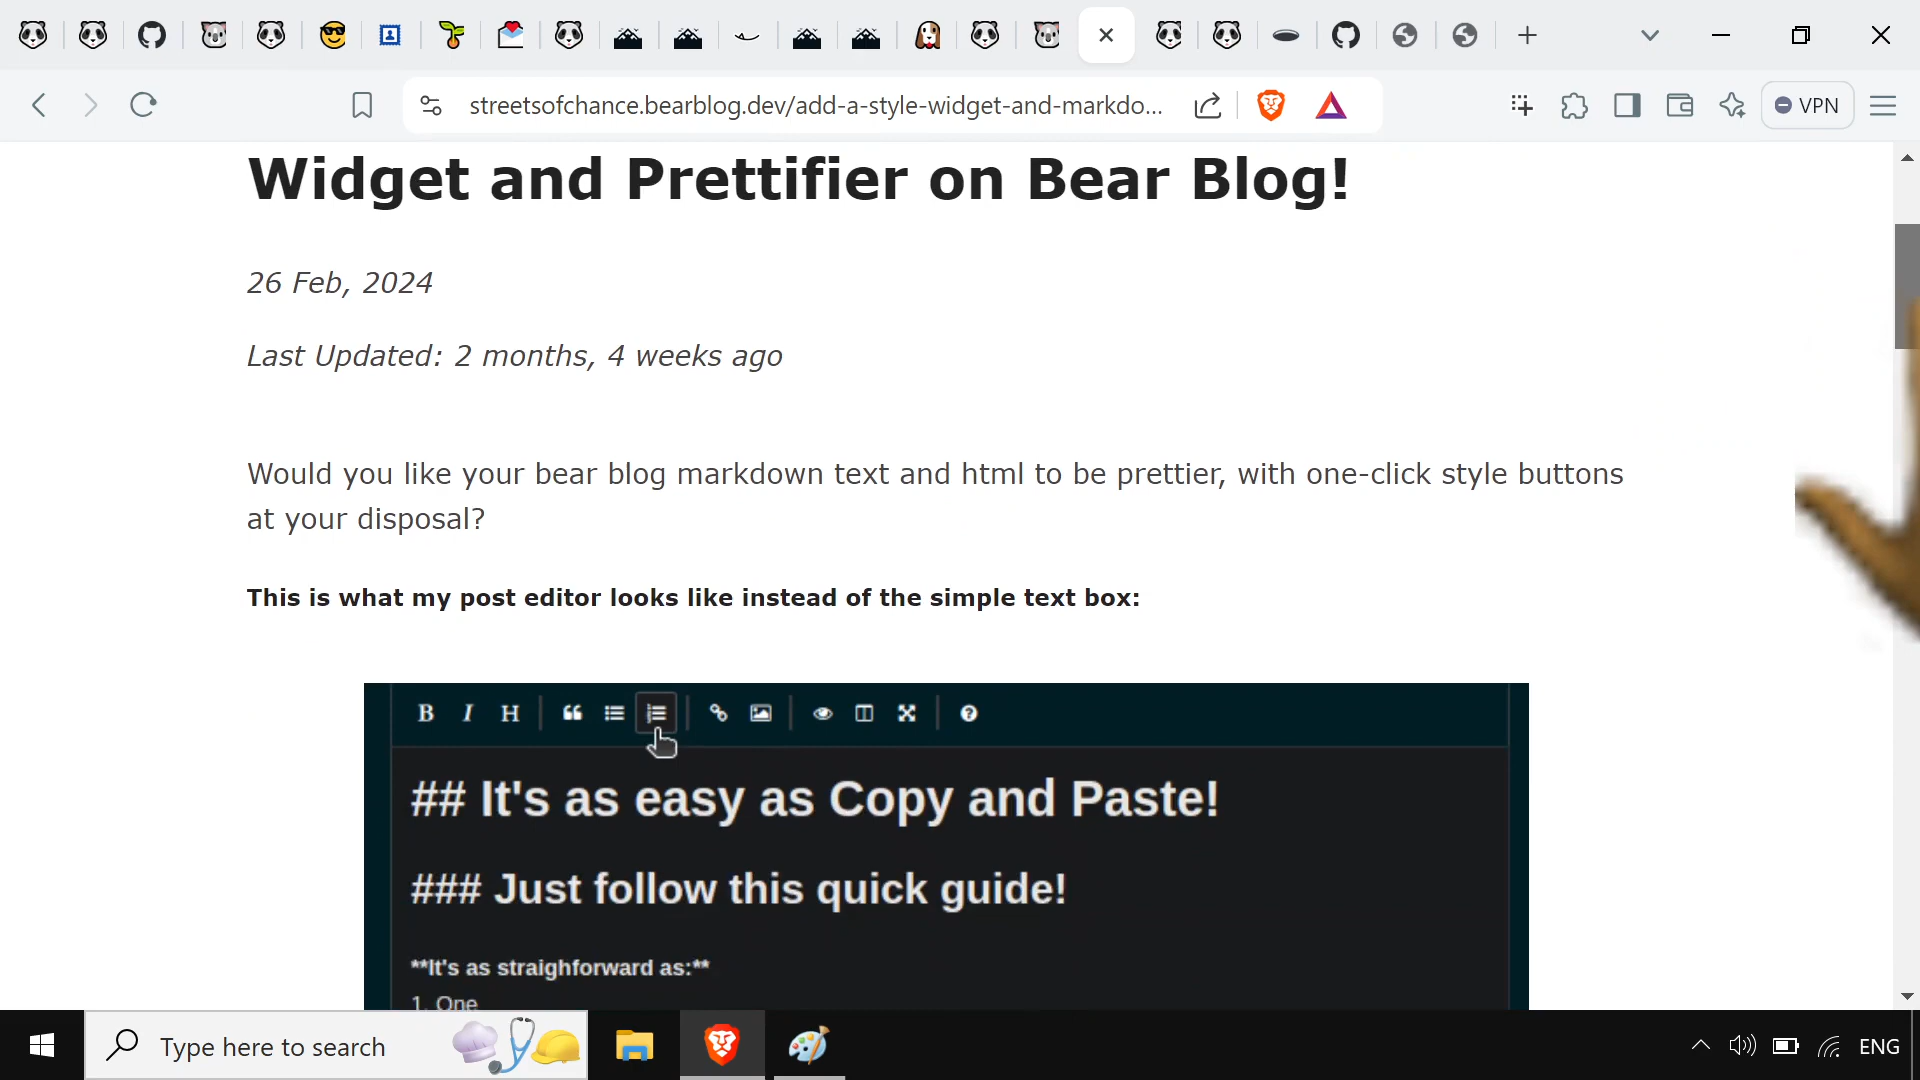 streetsofchance.bearblog.dev/add-a-style-widget-and-markdo...
VPN
Widget and Prettifier on Bear Blog!
26 Feb, 2024
Last Updated: 2 months, 4 weeks ago
Would you like your bear blog markdown text and html to be prettier, with one-click style buttons
at your disposal?
This is what my post editor looks like instead of the simple text box:
B I H
## It's as easy as Copy and Paste!
### Just follow this quick guide!
**It's as straighforward as:**
1. One
Type here to search
ENG